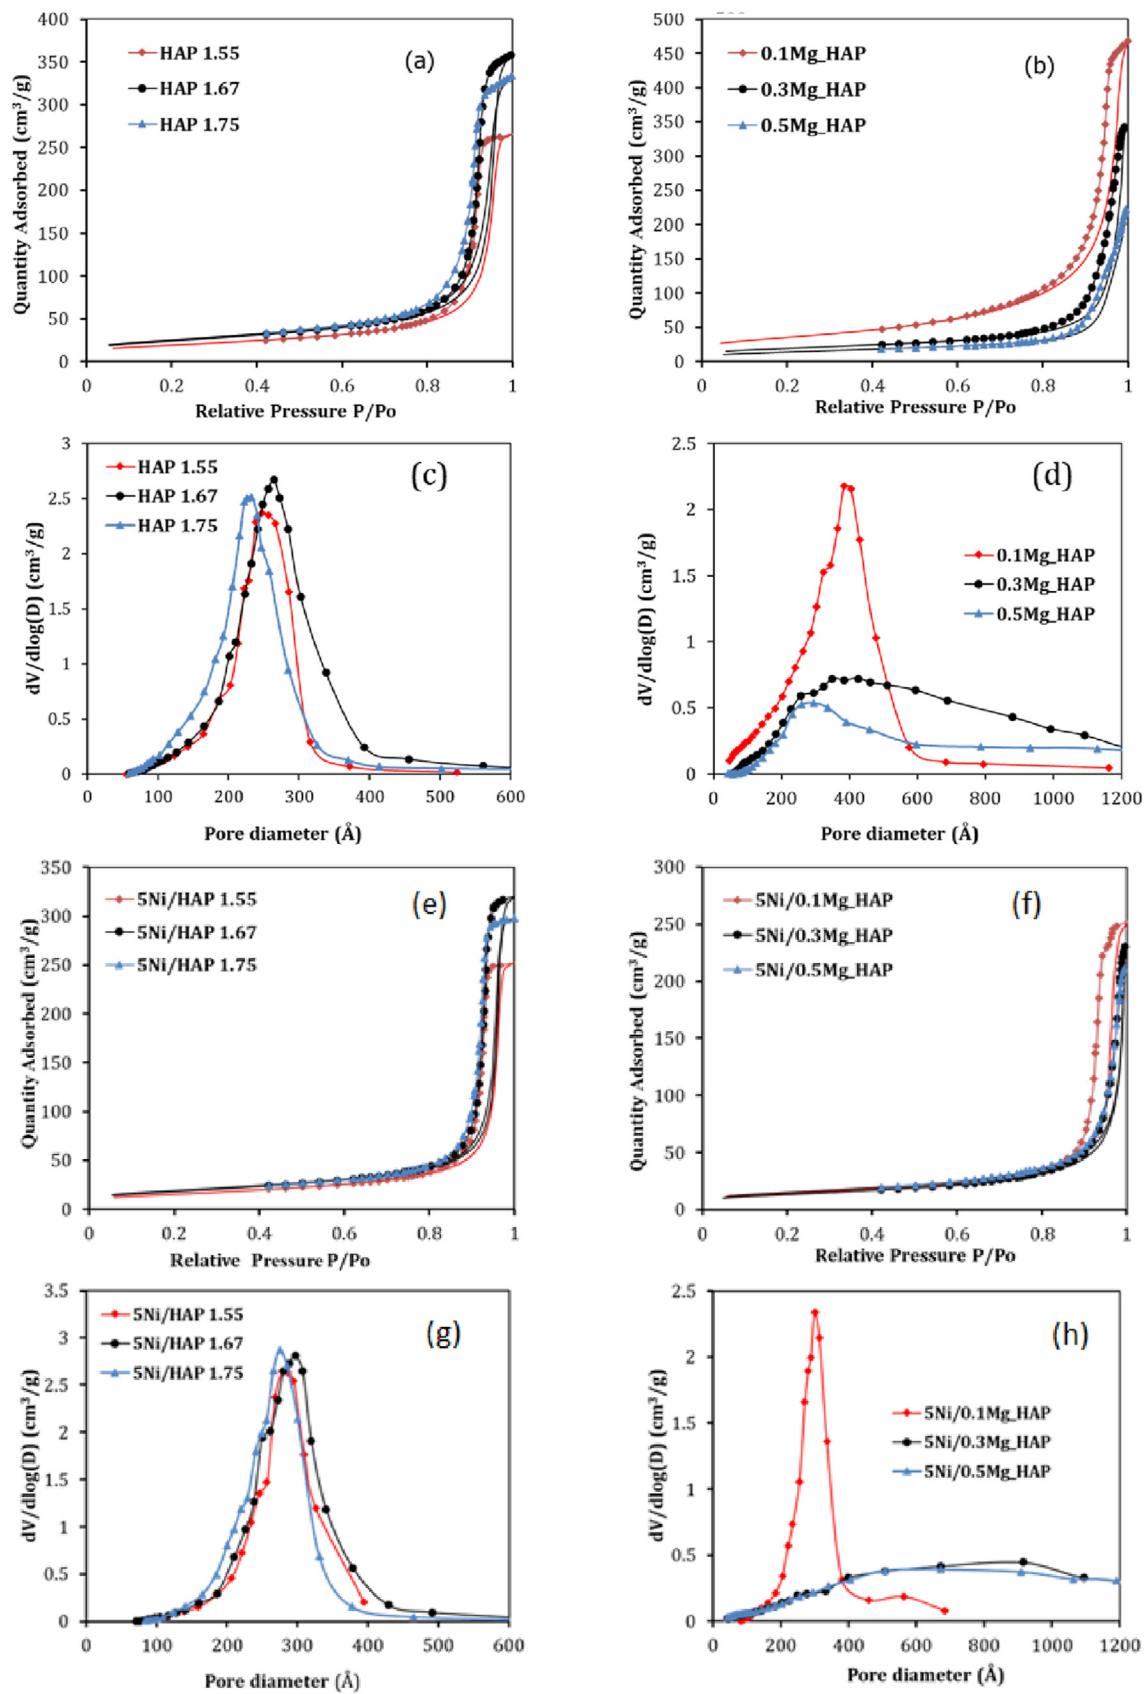 400
350
300
250
200
150
100
50
0
HAP 1.55
HAP 1.67
HAP 1.75
(a)
Quantity Adsorbed (cm³/g)
0 0.2 0.4 0.6 0.8 1
Relative Pressure P/Po
500
450
400
350
300
250
200
150
100
50
0
0.1Mg_HAP
0.3Mg_HAP
0.5Mg_HAP
(b)
Quantity Adsorbed (cm³/g)
0 0.2 0.4 0.6 0.8 1
Relative Pressure P/Po
3
2.5
2
1.5
1
0.5
0
HAP 1.55
HAP 1.67
HAP 1.75
(c)
dV/dlog(D) (cm³/g)
0 100 200 300 400 500 600
Pore diameter (Å)
2.5
2
1.5
1
0.5
0
(d)
0.1Mg_HAP
0.3Mg_HAP
0.5Mg_HAP
dV/dlog(D) (cm³/g)
0 200 400 600 800 1000 1200
Pore diameter (Å)
350
300
250
200
150
100
50
0
5Ni/HAP 1.55
5Ni/HAP 1.67
5Ni/HAP 1.75
(e)
Quantity Adsorbed (cm³/g)
0 0.2 0.4 0.6 0.8 1
Relative Pressure P/Po
300
250
200
150
100
50
0
5Ni/0.1Mg_HAP
5Ni/0.3Mg_HAP
5Ni/0.5Mg_HAP
(f)
Quantity Adsorbed (cm³/g)
0 0.2 0.4 0.6 0.8 1
Relative Pressure P/Po
3.5
3
2.5
2
1.5
1
0.5
0
5Ni/HAP 1.55
5Ni/HAP 1.67
5Ni/HAP 1.75
(g)
dV/dlog(D) (cm³/g)
0 100 200 300 400 500 600
Pore diameter (Å)
2.5
2
1.5
1
0.5
0
(h)
5Ni/0.1Mg_HAP
5Ni/0.3Mg_HAP
5Ni/0.5Mg_HAP
dV/dlog(D) (cm³/g)
0 200 400 600 800 1000 1200
Pore diameter (Å)